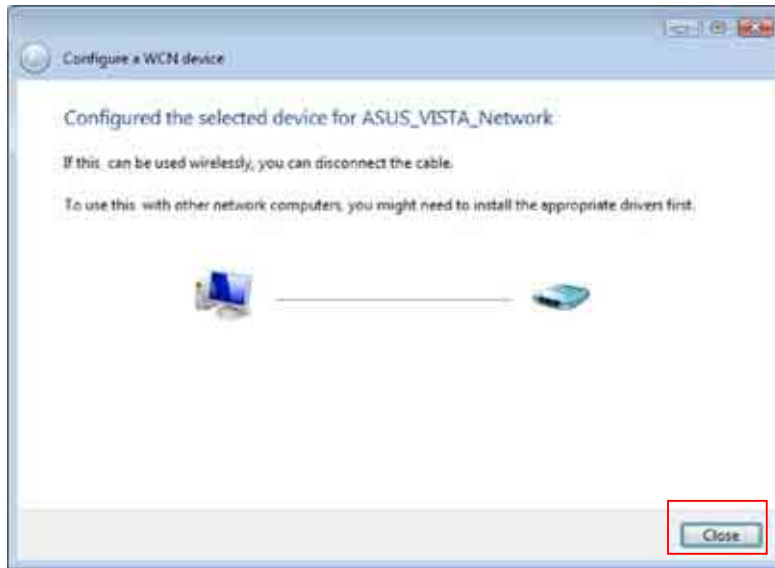 Configure a WCN device
Configured the selected device for ASUS_VISTA_Network
If this can be used wirelessly, you can disconnect the cable.
To use this with other network computers, you might need to install the appropriate drivers first.
Close